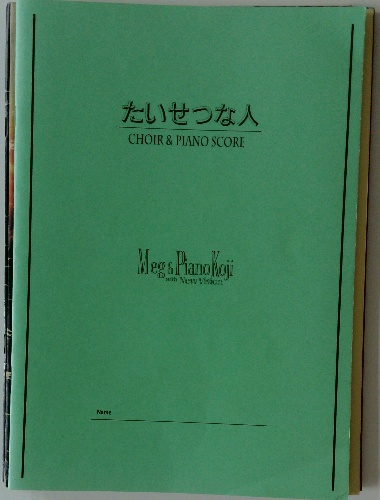 たいせつな人
CHOIR & PIANO SCORE
Meg & Piano Koji
with New Vision
Name